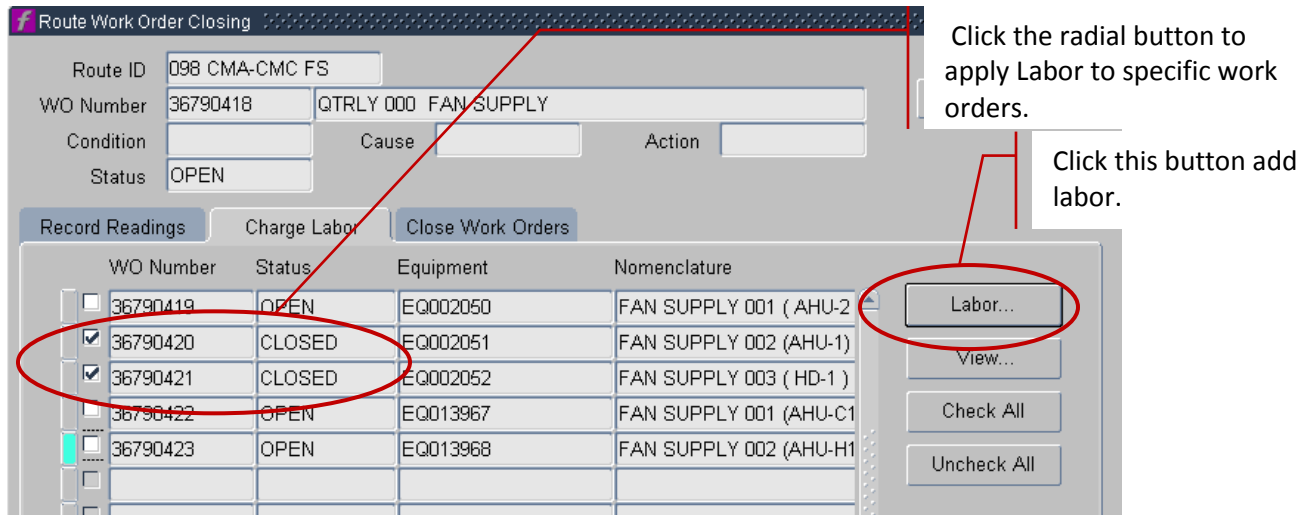 Route Work Order Closing
Click the radial button to
apply Labor to specific work
orders.
Route ID 098 CMA-CMC FS
WO Number 36790418 QTRLY 000 FAN SUPPLY
Condition Cause Action
Status OPEN
Click this button add
labor.
Record Readings Charge Labor Close Work Orders
WO Number Status Equipment Nomenclature
36790419 OPEN EQ002050 FAN SUPPLY 001 ( AHU-2
Labor...
36790420 CLOSED EQ002051 FAN SUPPLY 002 (AHU-1)
View...
36790421 CLOSED EQ002052 FAN SUPPLY 003 ( HD-1 )
36790422 OPEN EQ013967 FAN SUPPLY 001 (AHU-C1
Check All
36790423 OPEN EQ013968 FAN SUPPLY 002 (AHU-H1
Uncheck All